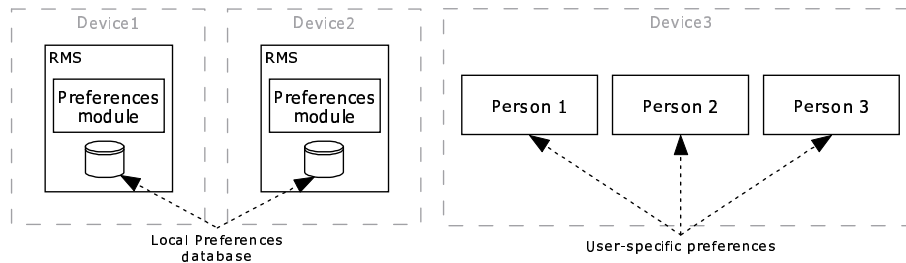 Device1
Device2
Device3
RMS
Preferences
module
RMS
Preferences
module
Person 1
Person 2
Person 3
Local Preferences
database
User-specific preferences